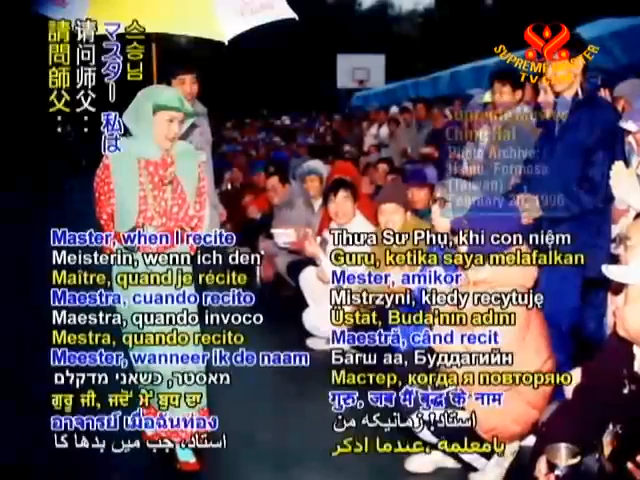 스승님
マスター 私は
请问师父：
請問師父：
SUPREME MASTER
TV
Supreme Master
Ching Hai
Photo Archive:
Formosa
(Taiwan)
February
Master, when I recite
Meisterin, wenn ich den
Maître, quand je récite
Maestra, cuando recito
Maestra, quando invoco
Mestra, quando recito
Meester, wanneer ik de naam
מאסטר, כשאני מדקלם
ਗੁਰੂ ਜੀ, ਜਦੋਂ ਮੈਂ ਬੁਧ ਦਾ
อาจารย์ เมื่อฉันท่อง
استاد، جب میں بدھا کا
Thưa Sư Phụ, khi con niệm
Guru, ketika saya melafalkan
Mester, amikor
Mistrzyni, kiedy recytuję
Üstat, Buda'nın adını
Maestră, când recit
Багш аа, Буддагийн
Мастер, когда я повторяю
गुरु, जब मैं बुद्ध के नाम
استاد! زمانیکه من
يامعلمة، عندما اذكر